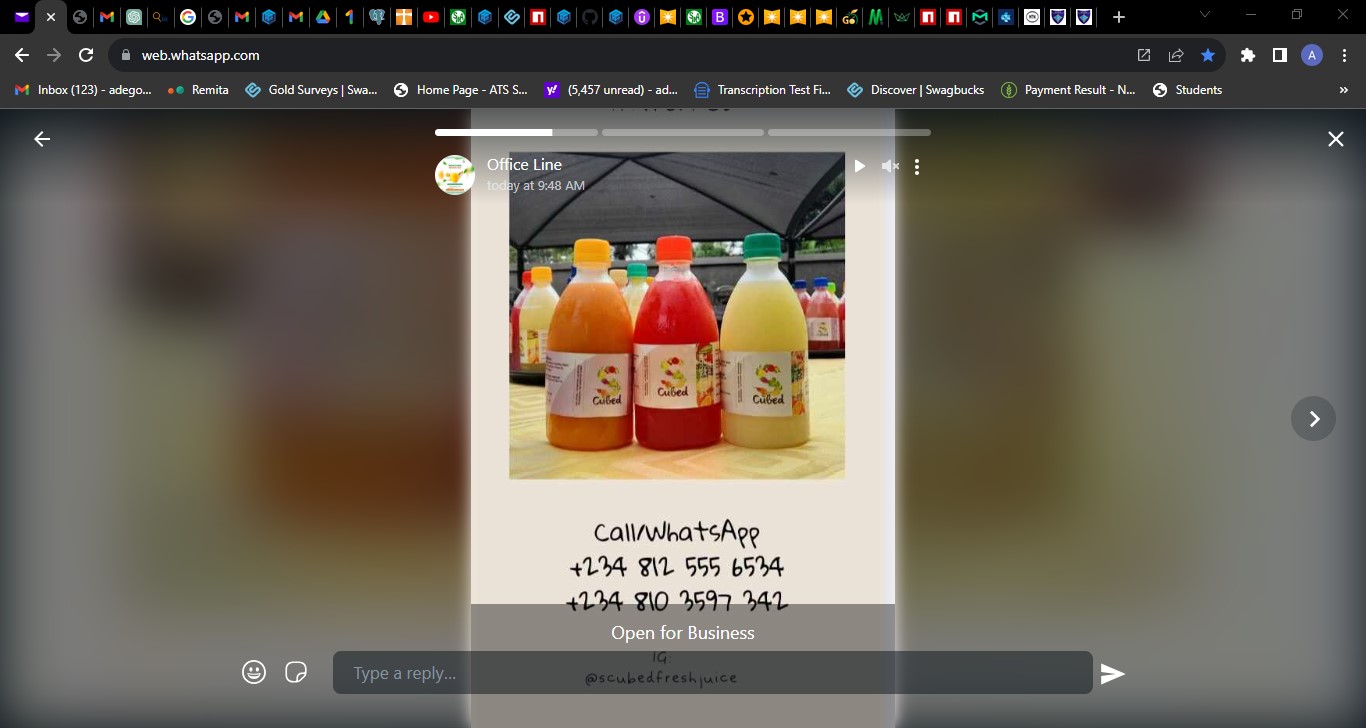 web.whatsapp.com
Inbox (123) - adego...
Remita
Gold Surveys | Swa...
Home Page - ATS S...
(5,457 unread) - ad...
Transcription Test Fi...
Discover | Swagbucks
Payment Result - N...
Students
Office Line
today at 9:48 AM
S Cubed
S Cubed
S Cubed
Call/WhatsApp
+234 812 555 6534
+234 810 3597 342
Open for Business
IG:
@scubedfreshjuice
Type a reply...